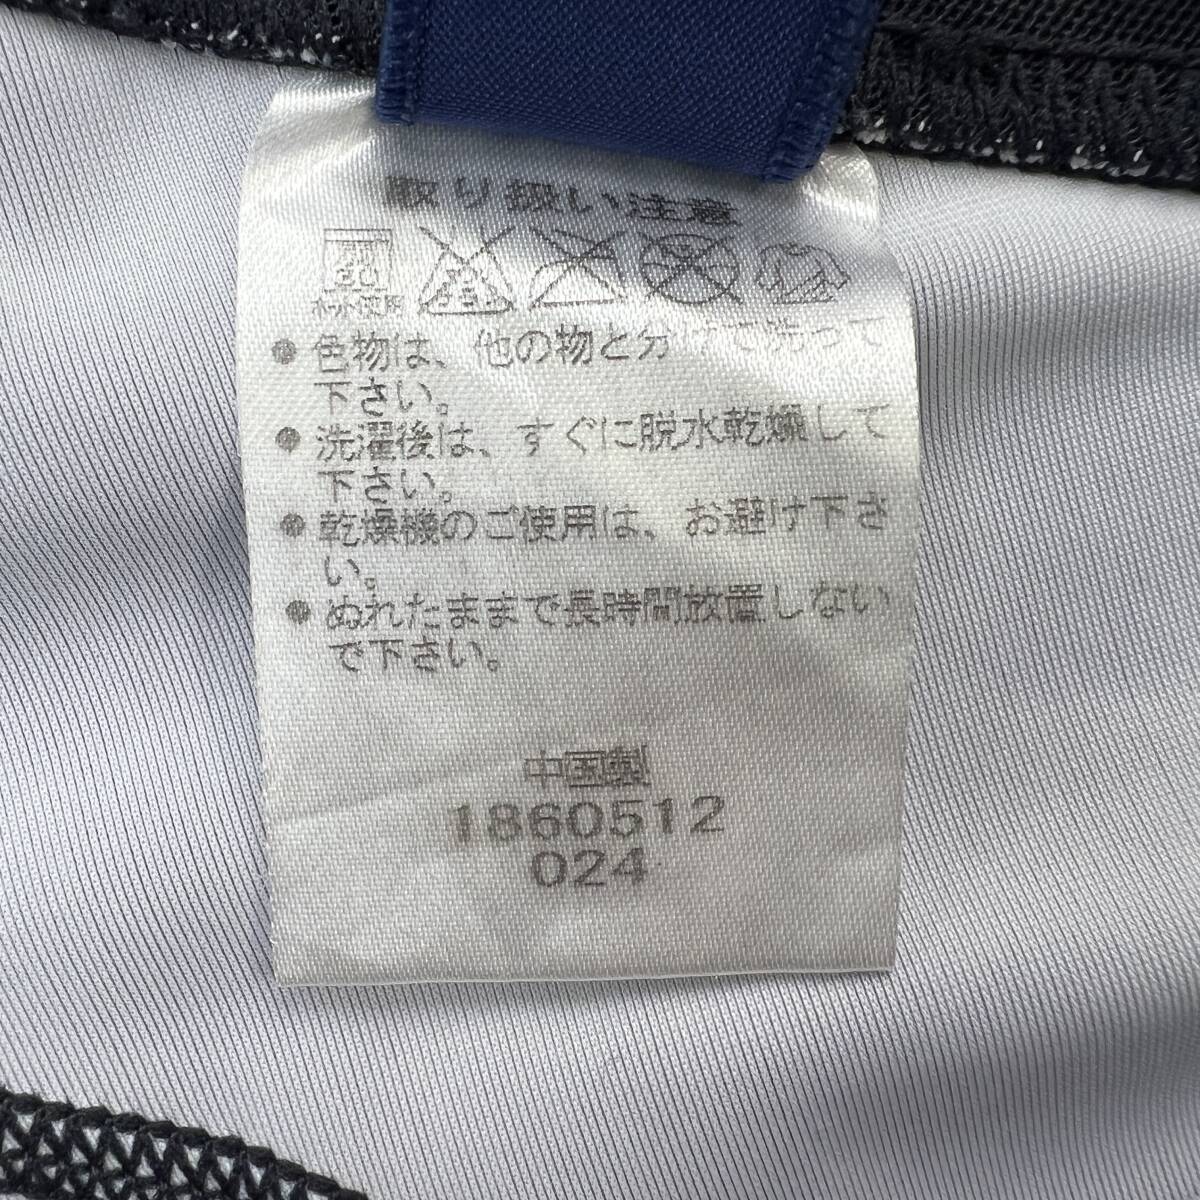 取り扱い注意
ネット使用
● 色物は、他の物と分けて洗って
下さい。
● 洗濯後は、すぐに脱水乾燥して
下さい。
● 乾燥機のご使用は、お避け下さ
い。
● ぬれたままで長時間放置しない
で下さい。
中国製
1860512
024